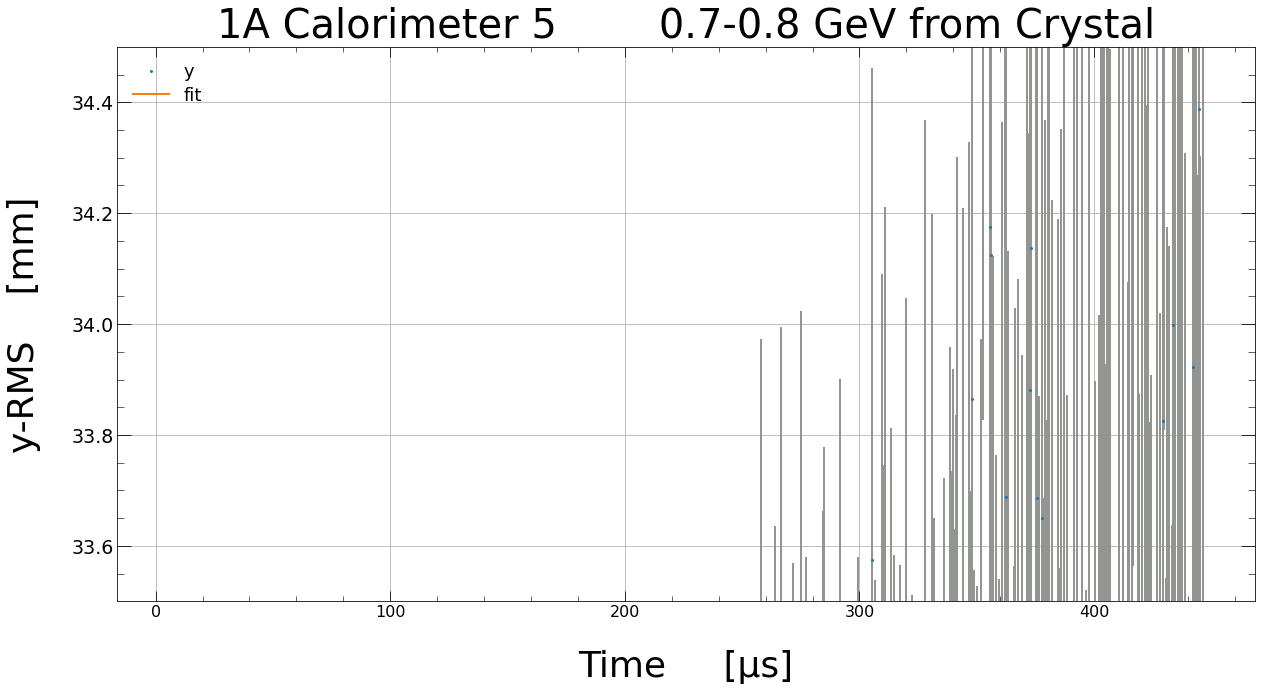 1A Calorimeter 5 0.7-0.8 GeV from Crystal
y
fit
34.4
34.2
34.0
33.8
33.6
y-RMS [mm]
0 100 200 300 400
Time [µs]